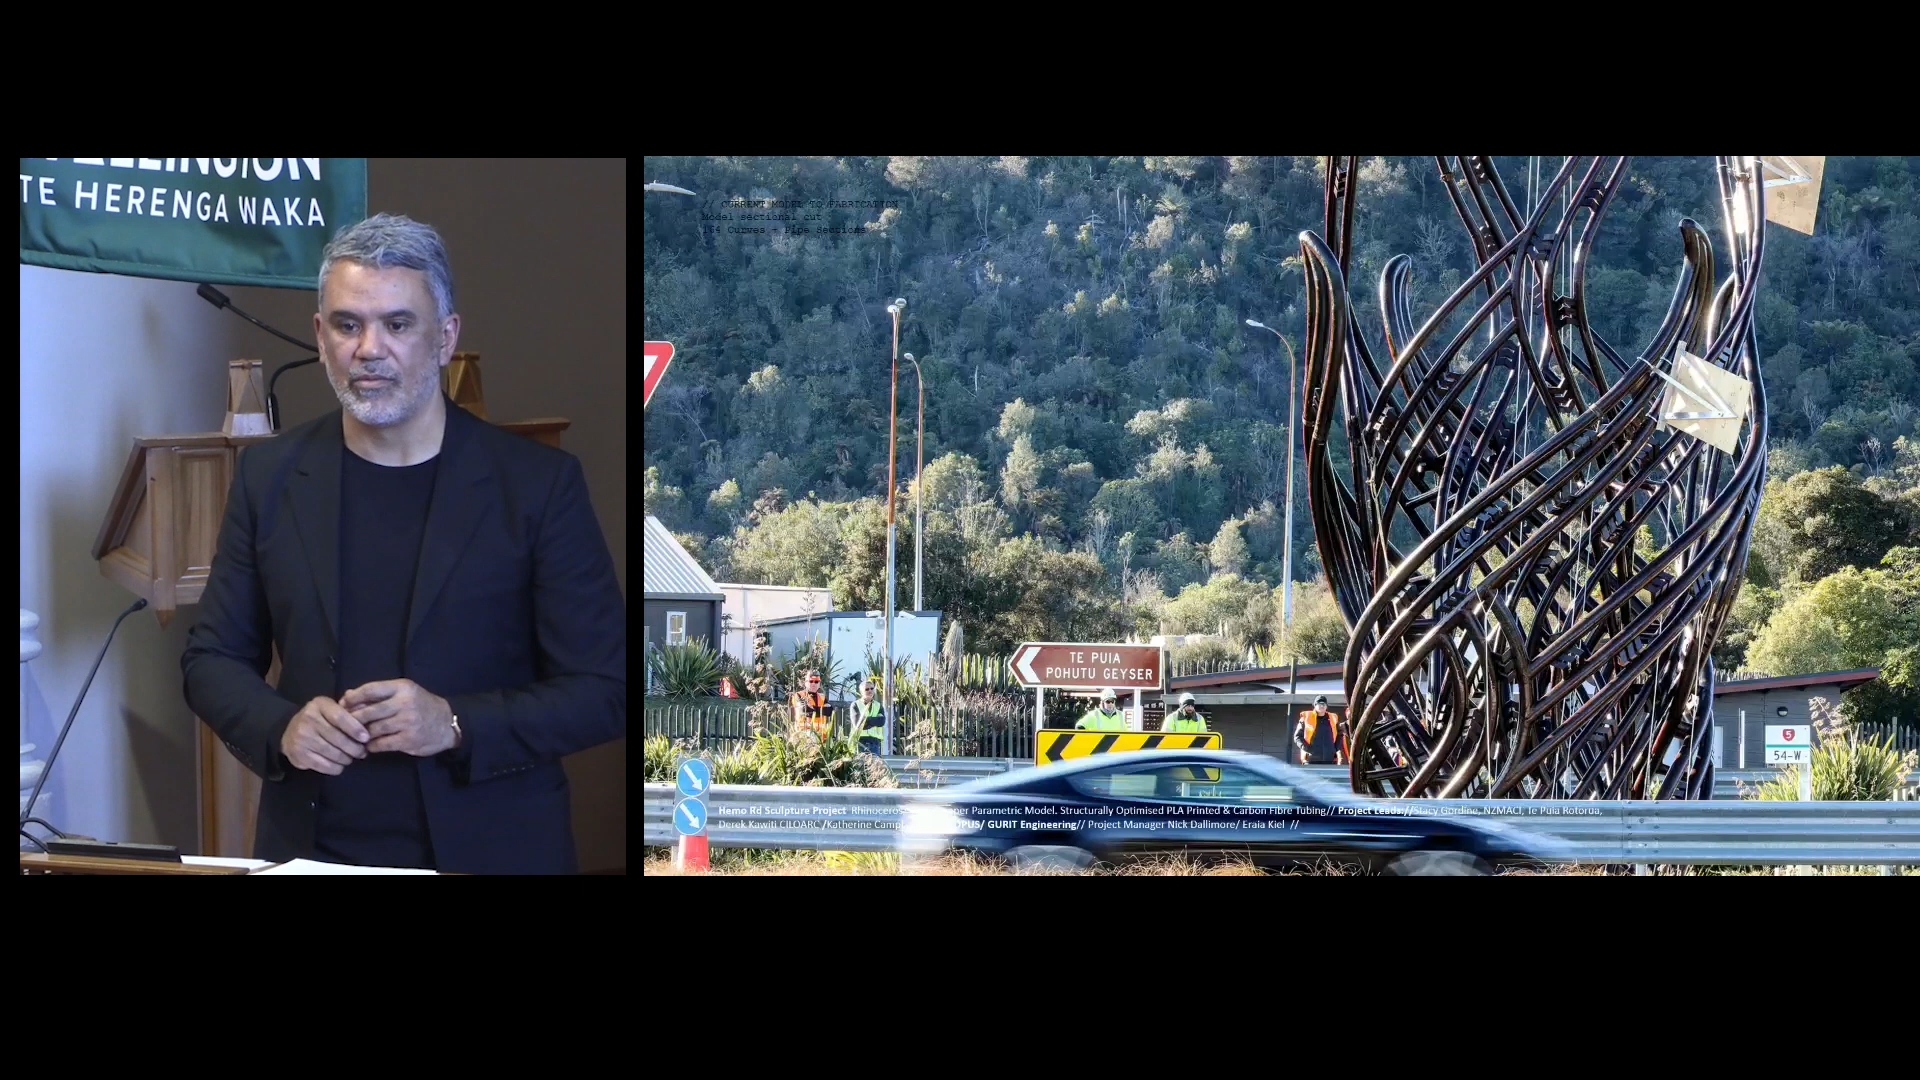 TE HERENGA WAKA
// CURRENT MODEL TO FABRICATION
Model sectional cut
Curves - Pipe Sections
TE PUIA
POHUTU GEYSER
5
54-W
Hemo Rd Sculpture Project Rhinoceros, Parametric Model. Structurally Optimised PLA Printed & Carbon Fibre Tubing// Project Leads://Stacy Gordine, NZMACI, Te Puia Rotorua,
Derek Kawiti CILOARC /Katherine OPUS/ GURIT Engineering// Project Manager Nick Dallimore/ Eraia Kiel //